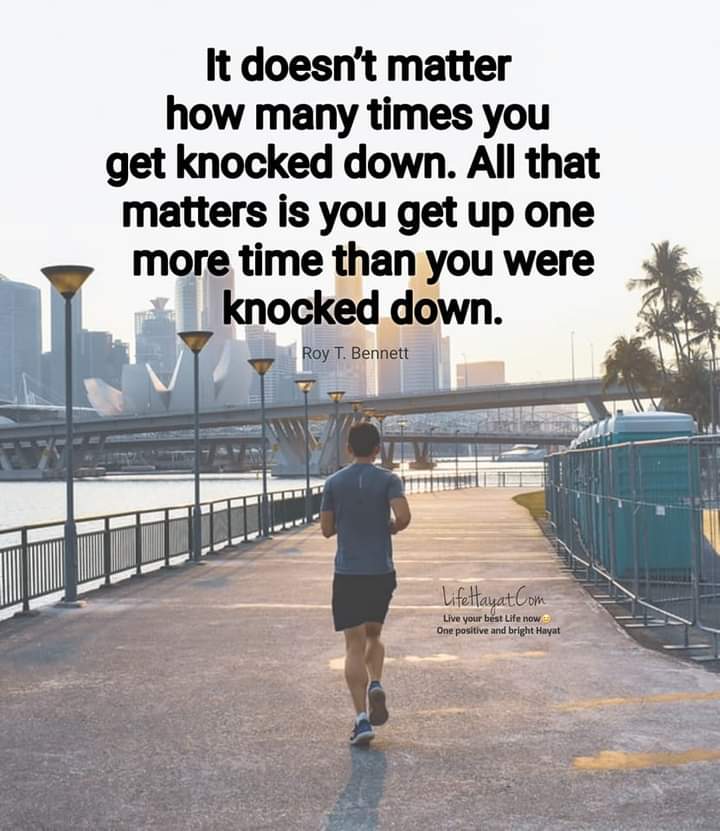 It doesn't matter
how many times you
get knocked down. All that
matters is you get up one
more time than you were
knocked down.
Roy T. Bennett
LifeHayat.Com
Live your best Life now😊
One positive and bright Hayat